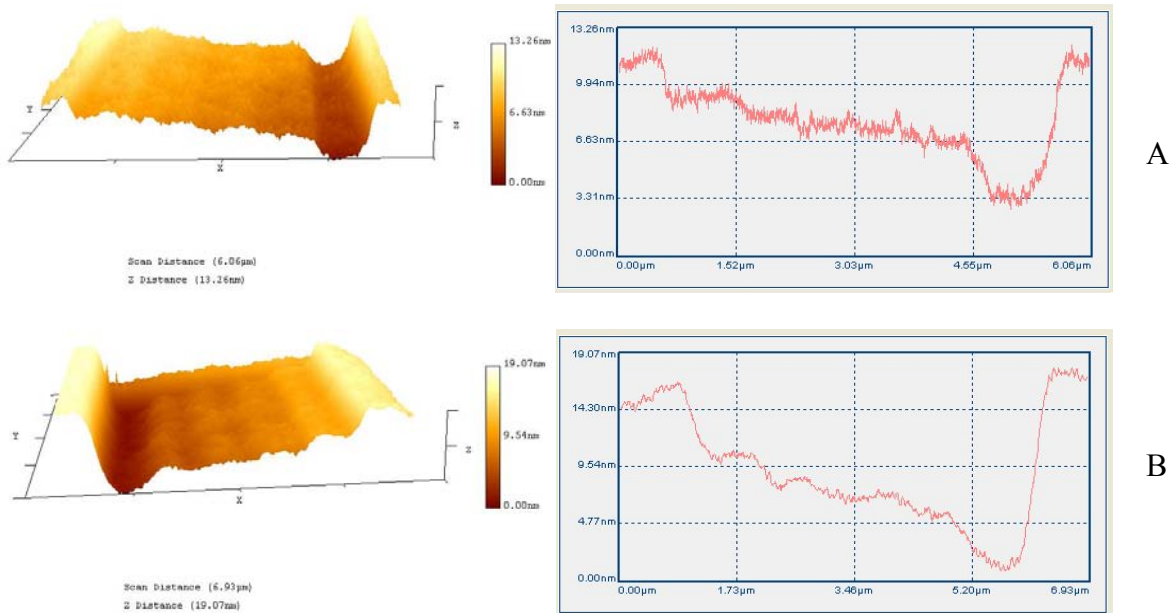 13.26nm
6.63nm
0.00nm
Y
X
Z
Scan Distance (6.06µm)
Z Distance (13.26nm)
13.26nm
9.94nm
6.63nm
3.31nm
0.00nm
0.00µm 1.52µm 3.03µm 4.55µm 6.06µm
A
19.07nm
9.54nm
0.00nm
Y
X
Z
Scan Distance (6.93µm)
Z Distance (19.07nm)
19.07nm
14.30nm
9.54nm
4.77nm
0.00nm
0.00µm 1.73µm 3.46µm 5.20µm 6.93µm
B